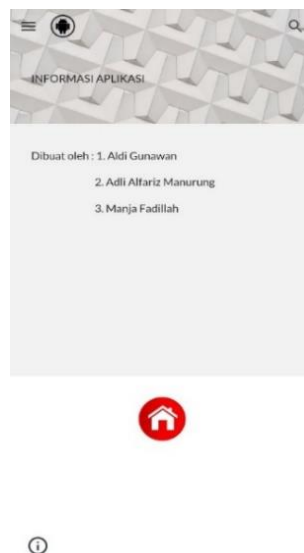 INFORMASI APLIKASI
Dibuat oleh : 1. Aldi Gunawan
2. Adli Alfariz Manurung
3. Manja Fadillah